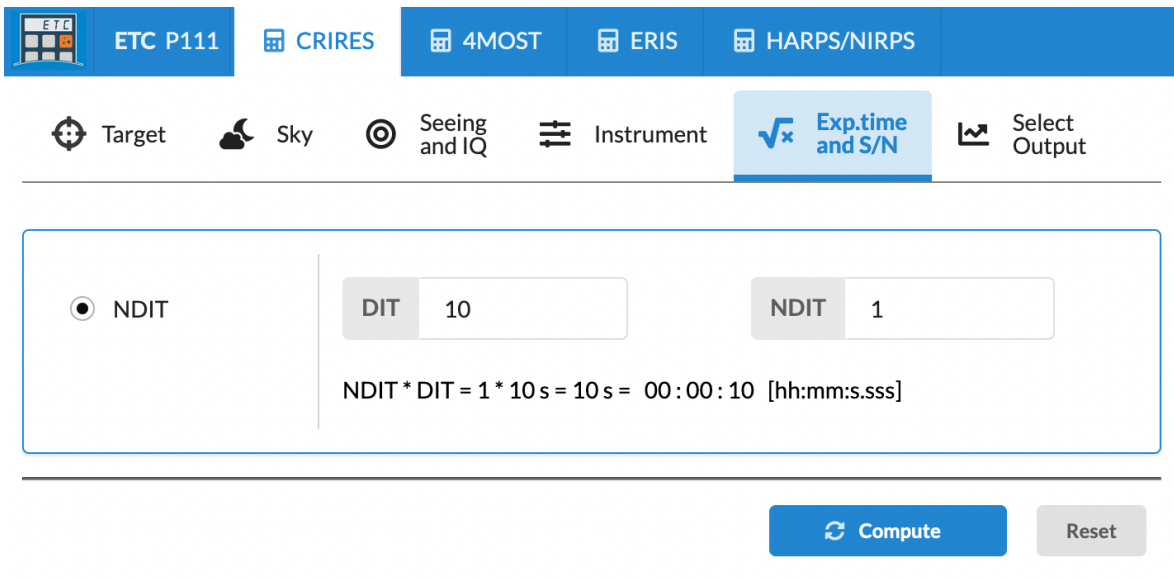 ETC
ETC P111
CRIRES
4MOST
ERIS
HARPS/NIRPS
Target
Sky
Seeing
and IQ
Instrument
Exp.time
and S/N
Select
Output
NDIT
DIT 10
NDIT 1
NDIT * DIT = 1 * 10 s = 10 s = 00 : 00 : 10 [hh:mm:s.sss]
Compute
Reset